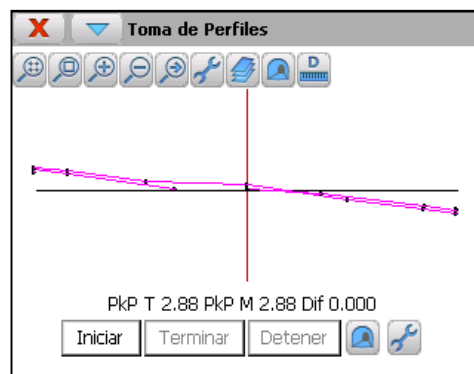 X Toma de Perfiles
D
PkP T 2.88 PkP M 2.88 Dif 0.000
Iniciar Terminar Detener